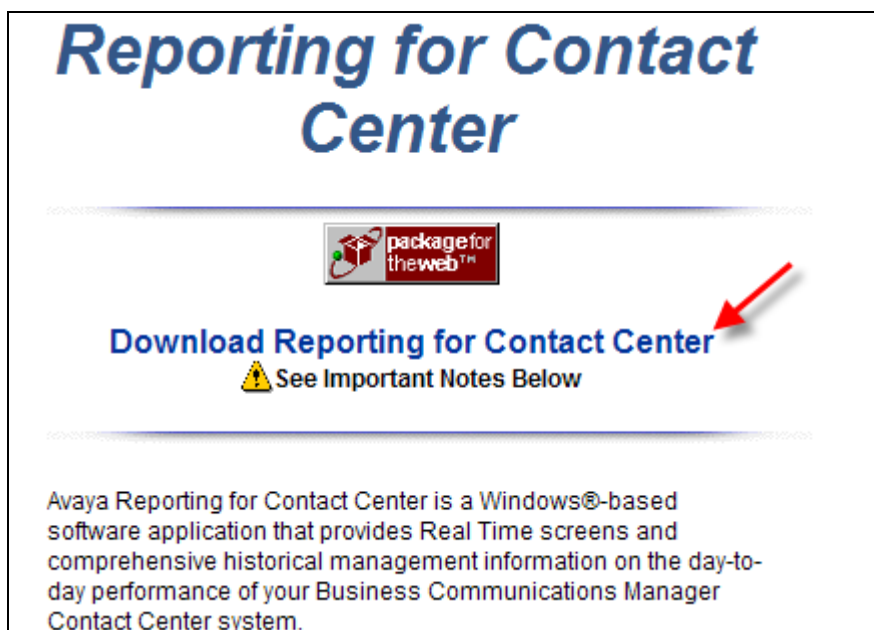 Reporting for Contact
Center
package for
the web™
Download Reporting for Contact Center
See Important Notes Below
Avaya Reporting for Contact Center is a Windows®-based
software application that provides Real Time screens and
comprehensive historical management information on the day-to-
day performance of your Business Communications Manager
Contact Center system.